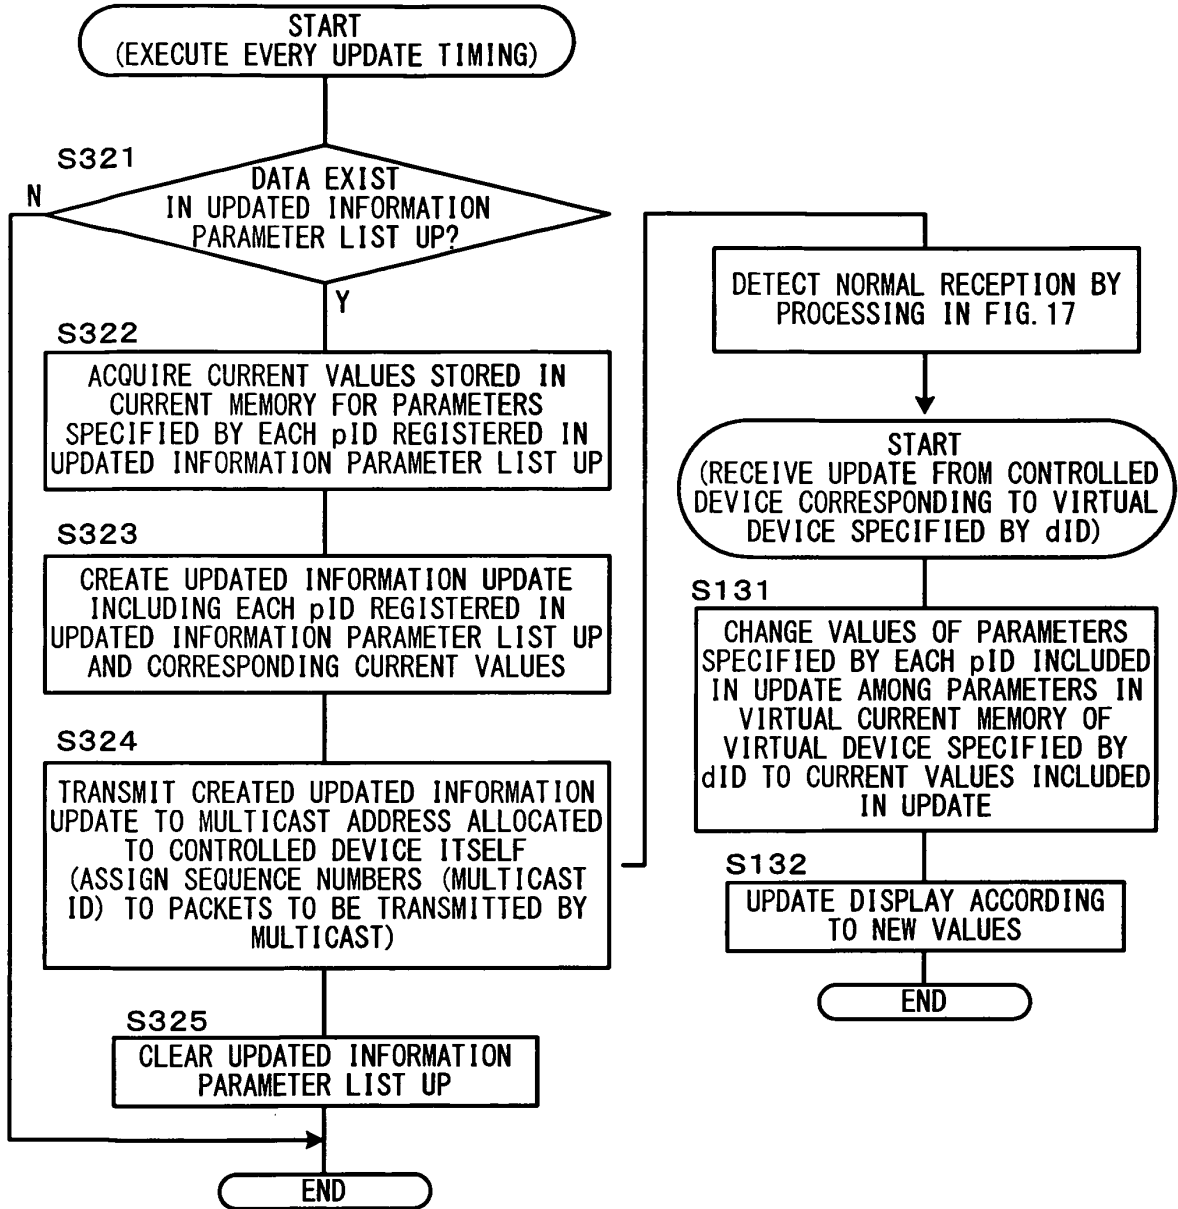 START
(EXECUTE EVERY UPDATE TIMING)
S321
DATA EXIST
IN UPDATED INFORMATION
PARAMETER LIST UP?
N
Y
S322
ACQUIRE CURRENT VALUES STORED IN
CURRENT MEMORY FOR PARAMETERS
SPECIFIED BY EACH pID REGISTERED IN
UPDATED INFORMATION PARAMETER LIST UP
S323
CREATE UPDATED INFORMATION UPDATE
INCLUDING EACH pID REGISTERED IN
UPDATED INFORMATION PARAMETER LIST UP
AND CORRESPONDING CURRENT VALUES
S324
TRANSMIT CREATED UPDATED INFORMATION
UPDATE TO MULTICAST ADDRESS ALLOCATED
TO CONTROLLED DEVICE ITSELF
(ASSIGN SEQUENCE NUMBERS (MULTICAST
ID) TO PACKETS TO BE TRANSMITTED BY
MULTICAST)
S325
CLEAR UPDATED INFORMATION
PARAMETER LIST UP
END
DETECT NORMAL RECEPTION BY
PROCESSING IN FIG. 17
START
(RECEIVE UPDATE FROM CONTROLLED
DEVICE CORRESPONDING TO VIRTUAL
DEVICE SPECIFIED BY dID)
S131
CHANGE VALUES OF PARAMETERS
SPECIFIED BY EACH pID INCLUDED
IN UPDATE AMONG PARAMETERS IN
VIRTUAL CURRENT MEMORY OF
VIRTUAL DEVICE SPECIFIED BY
dID TO CURRENT VALUES INCLUDED
IN UPDATE
S132
UPDATE DISPLAY ACCORDING
TO NEW VALUES
END